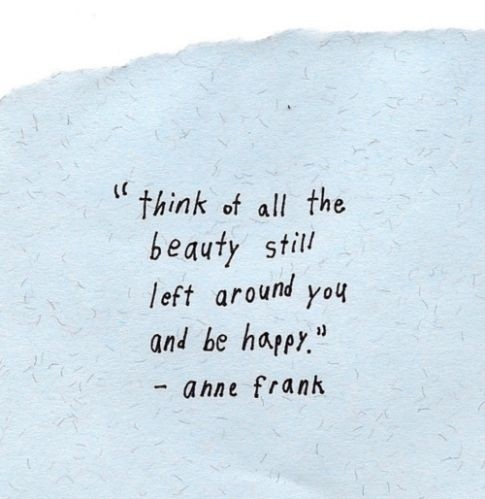 “think of all the
beauty still
left around you
and be happy.”
- anne frank